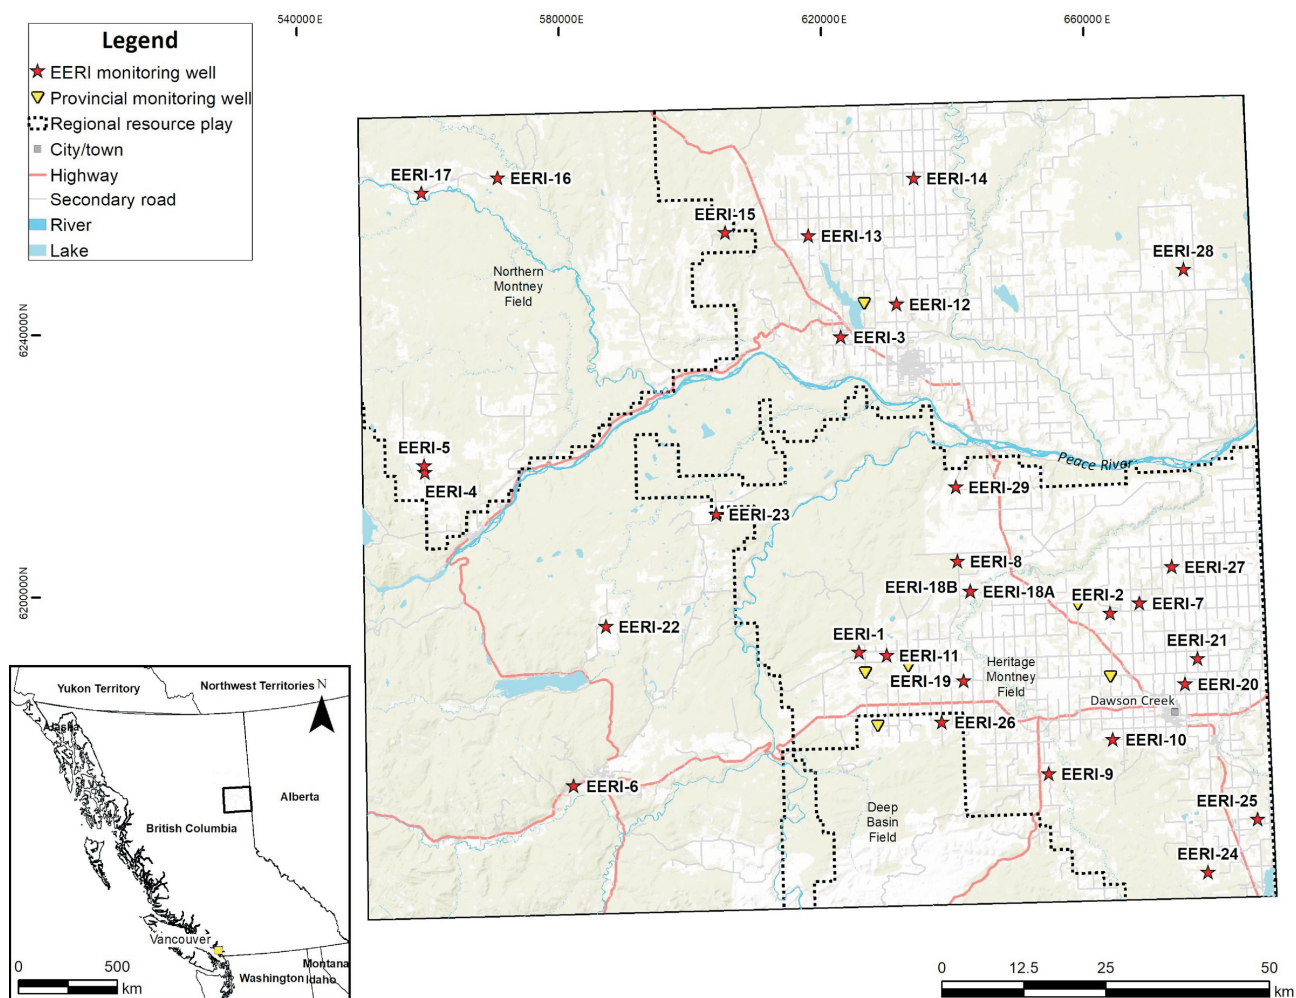 540000 E
580000 E
620000 E
660000 E
Legend
EERI monitoring well
Provincial monitoring well
Regional resource play
City/town
Highway
Secondary road
River
Lake
6240000 N
6200000 N
EERI-17
EERI-16
EERI-14
EERI-15
EERI-13
EERI-28
Northern
Montney
Field
EERI-12
EERI-3
EERI-5
EERI-4
Peace River
EERI-29
EERI-23
EERI-8
EERI-27
EERI-18B
EERI-18A
EERI-2
EERI-7
EERI-22
EERI-1
EERI-11
EERI-21
EERI-19
Heritage
Montney
Field
EERI-20
Dawson Creek
EERI-26
EERI-10
EERI-9
EERI-6
Deep
Basin
Field
EERI-25
EERI-24
Yukon Territory
Northwest Territories
N
Alaska
Alberta
British Columbia
Vancouver
Washington
Montana
Idaho
0
500
km
0
12.5
25
50
km